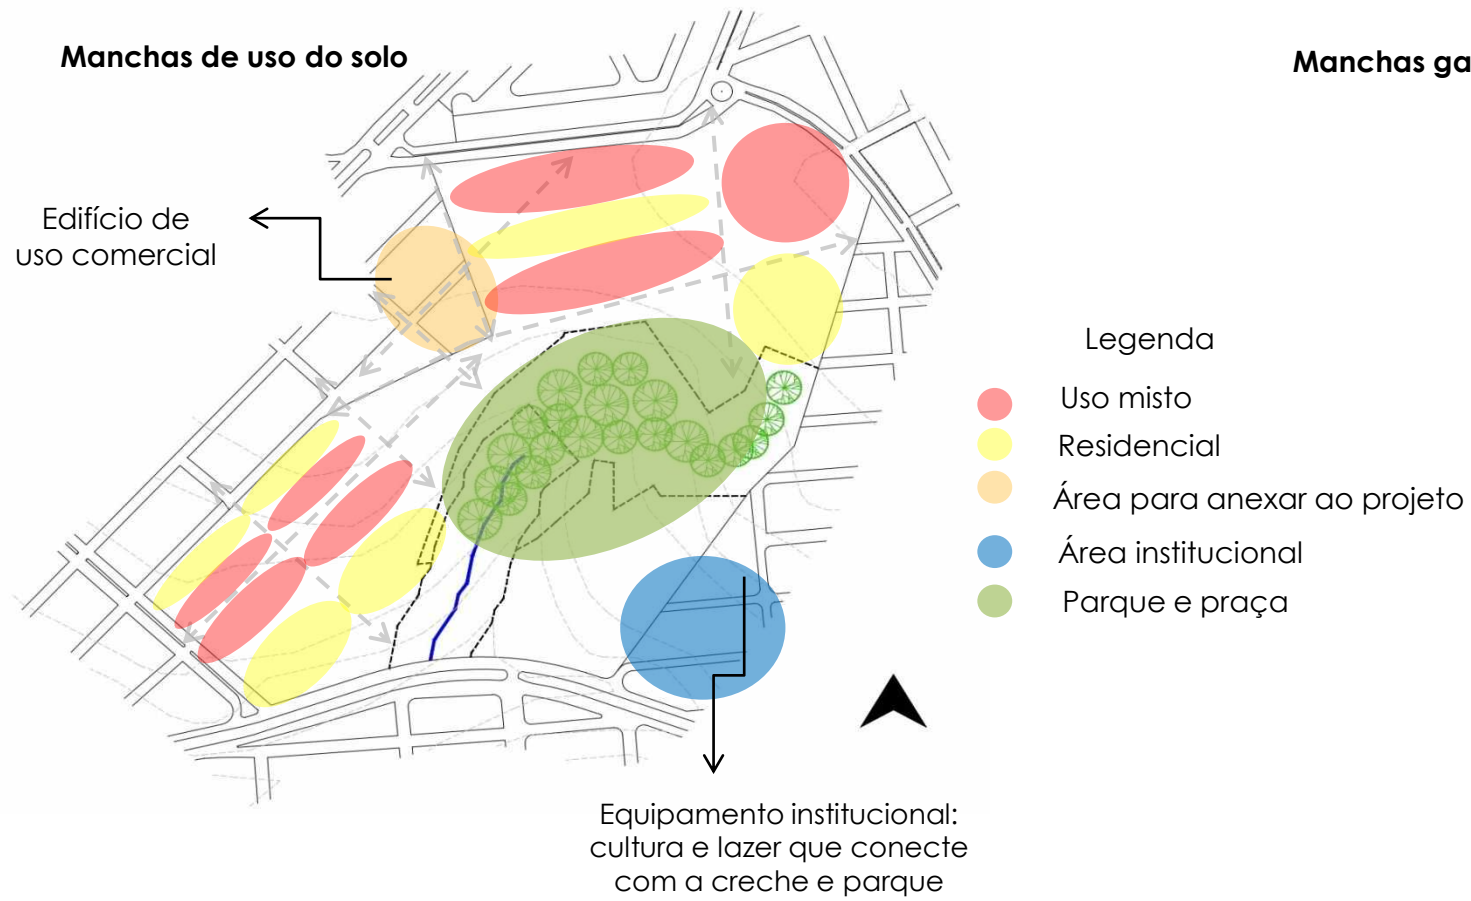 Manchas de uso do solo
Manchas ga
Edifício de
uso comercial
Legenda
Uso misto
Residencial
Área para anexar ao projeto
Área institucional
Parque e praça
Equipamento institucional:
cultura e lazer que conecte
com a creche e parque